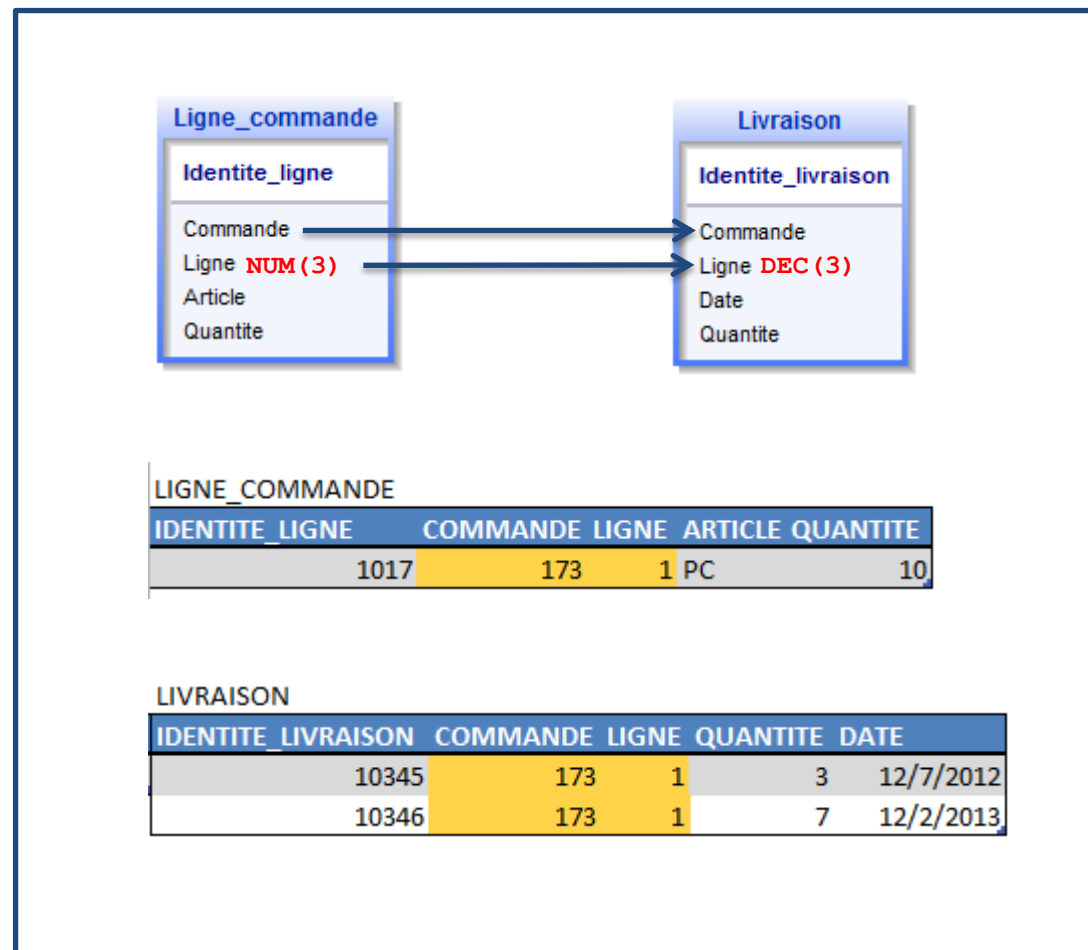 Ligne_commande
Identite_ligne
Commande
Ligne NUM(3)
Article
Quantite
Livraison
Identite_livraison
Commande
Ligne DEC(3)
Date
Quantite
LIGNE_COMMANDE
IDENTITE_LIGNE COMMANDE LIGNE ARTICLE QUANTITE
1017 173 1 PC 10
LIVRAISON
IDENTITE_LIVRAISON COMMANDE LIGNE QUANTITE DATE
10345 173 1 3 12/7/2012
10346 173 1 7 12/2/2013